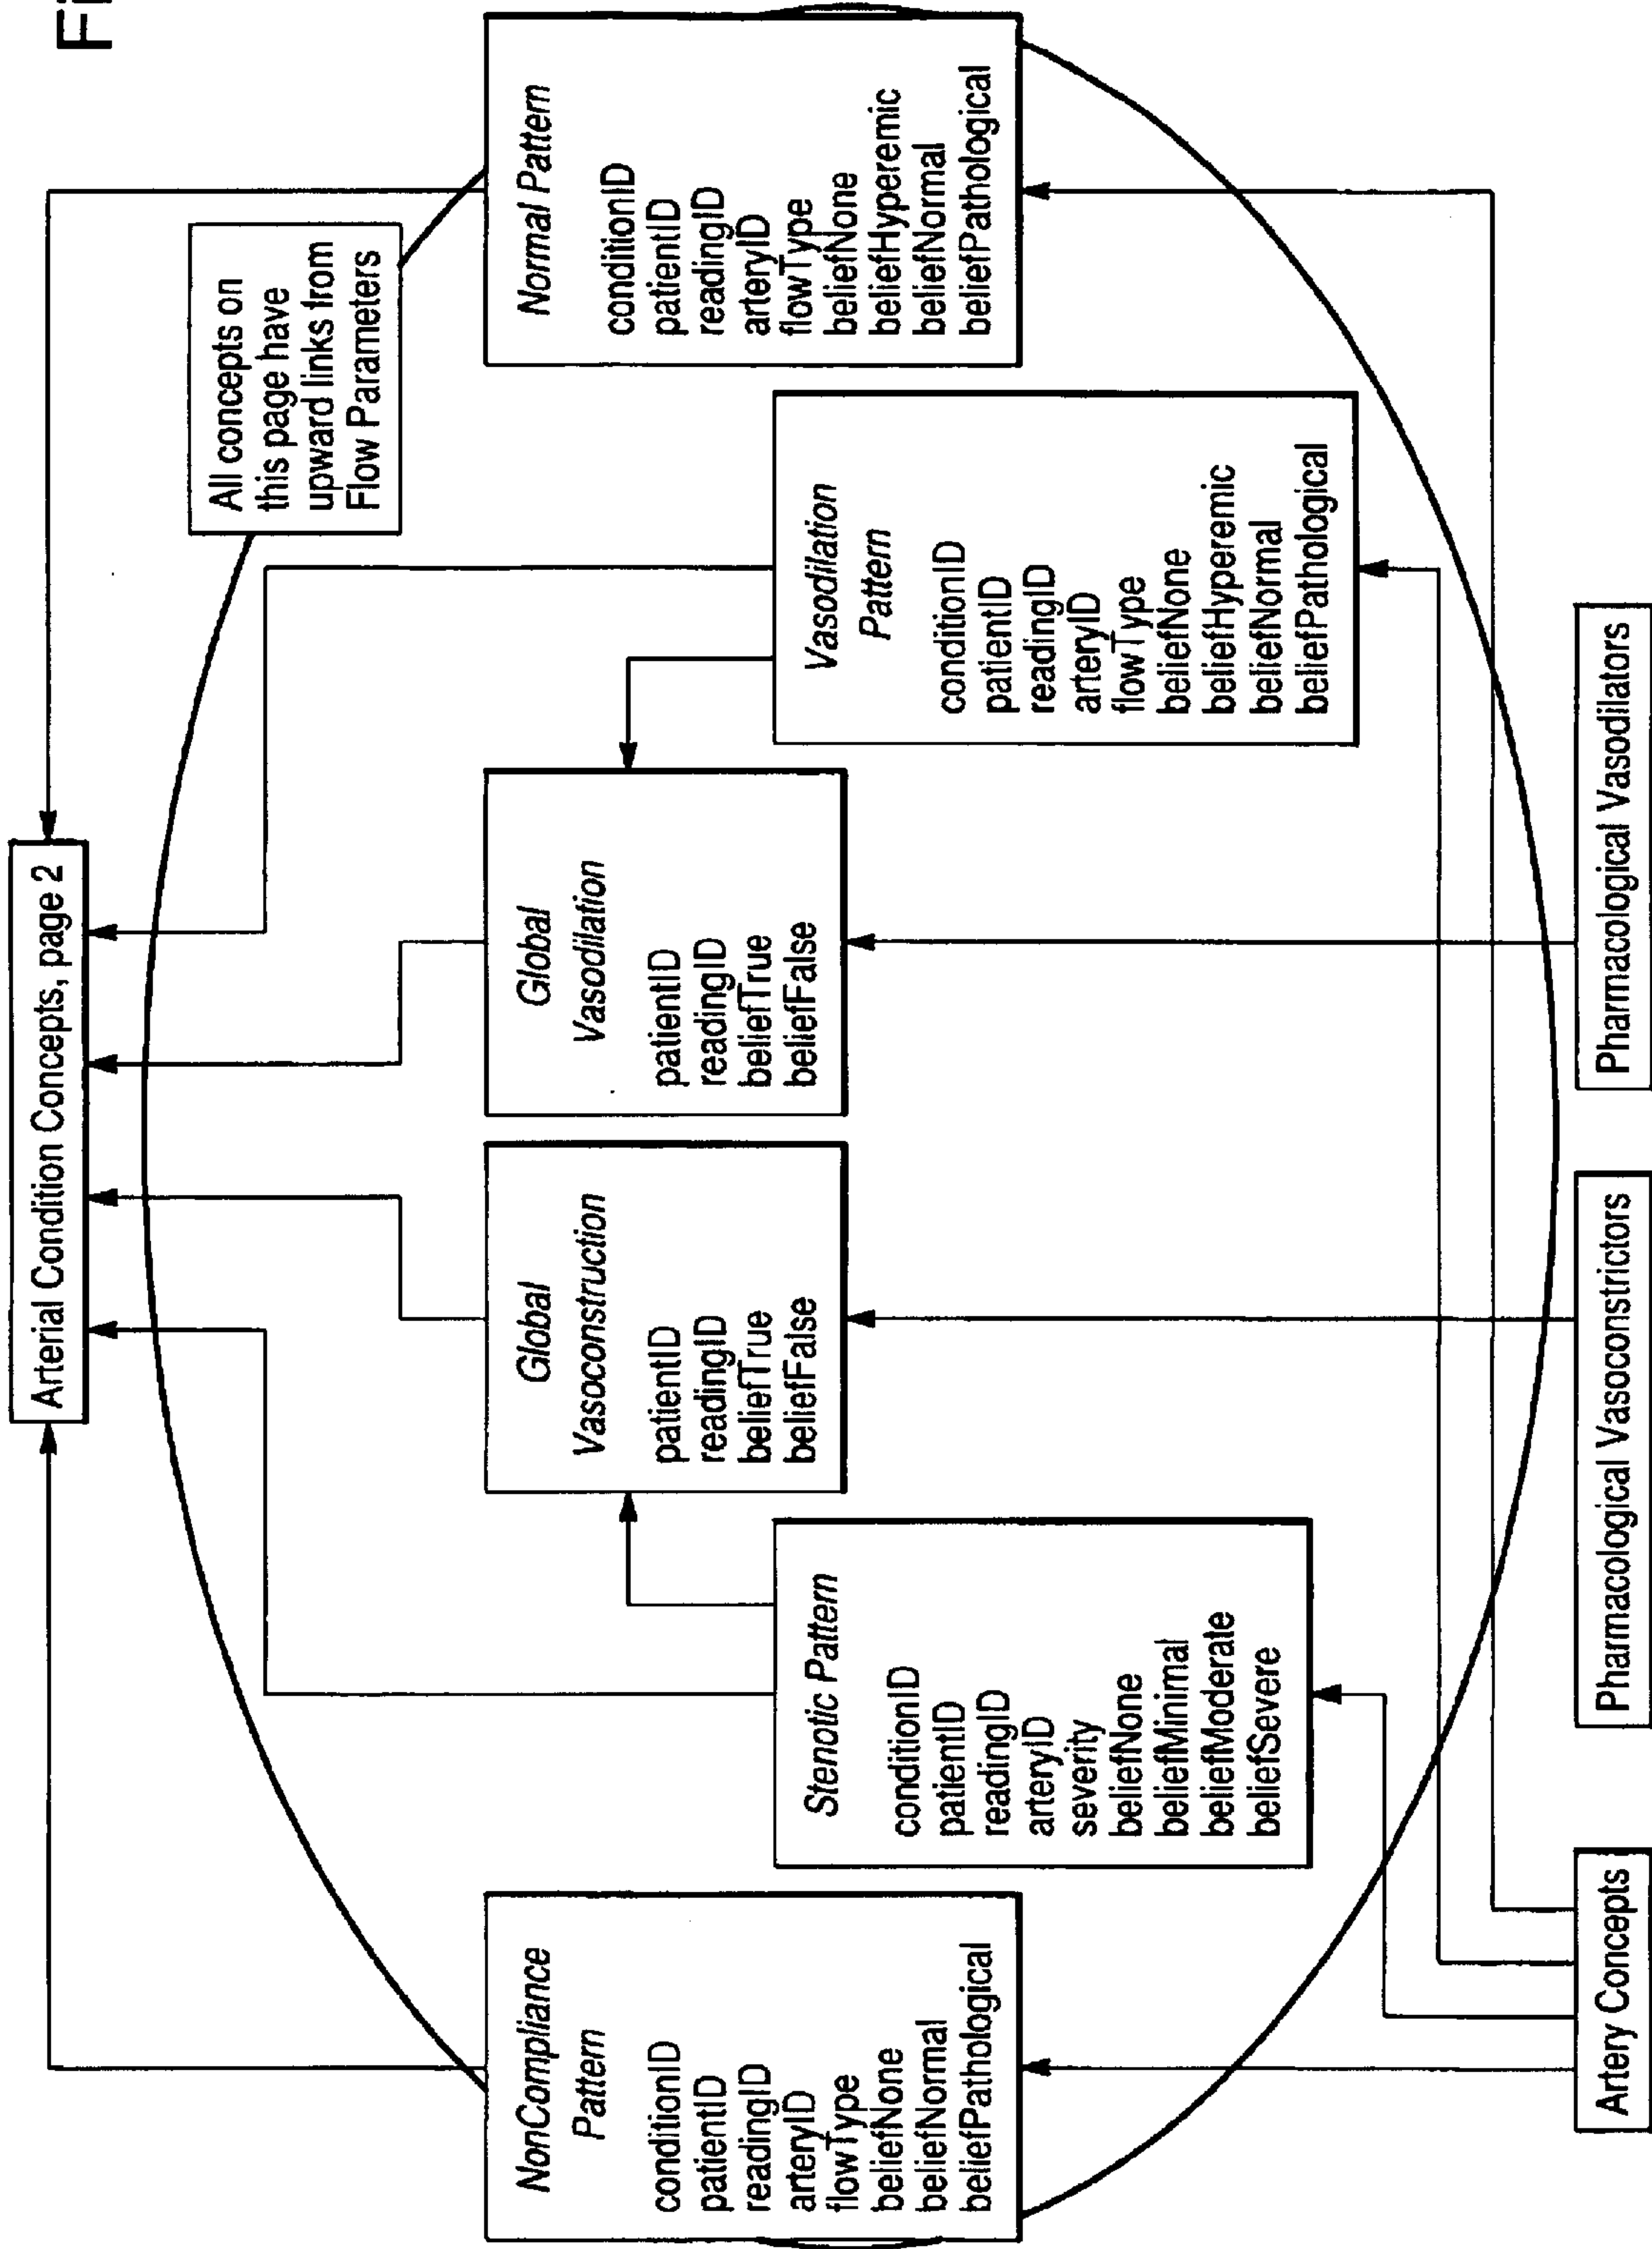 Fi
Arterial Condition Concepts, page 2
All concepts on
this page have
upward links from
Flow Parameters
NonCompliance
Pattern
conditionID
patientID
readingID
arteryID
flowType
beliefNone
beliefNormal
beliefPathological
Stenotic Pattern
conditionID
patientID
readingID
arteryID
severity
beliefNone
beliefMinimal
beliefModerate
beliefSevere
Global
Vasoconstruction
patientID
readingID
beliefTrue
beliefFalse
Global
Vasodilation
patientID
readingID
beliefTrue
beliefFalse
Vasodilation
Pattern
conditionID
patientID
readingID
arteryID
flowType
beliefNone
beliefHyperemic
beliefNormal
beliefPathological
Normal Pattern
conditionID
patientID
readingID
arteryID
flowType
beliefNone
beliefHyperemic
beliefNormal
beliefPathological
Artery Concepts
Pharmacological Vasoconstrictors
Pharmacological Vasodilators